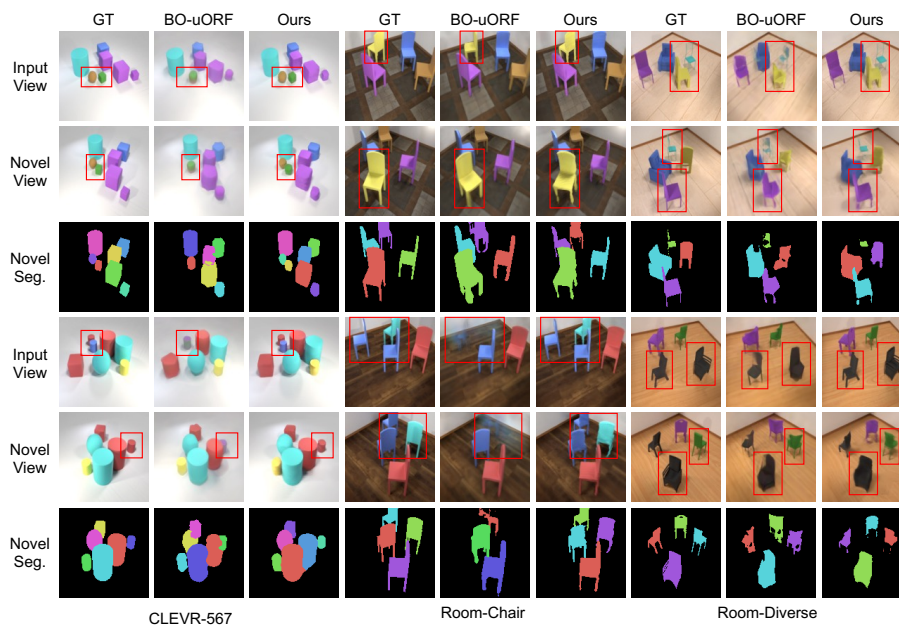 GT BO-uORF Ours GT BO-uORF Ours GT BO-uORF Ours
Input
View
Novel
View
Novel
Seg.
Input
View
Novel
View
Novel
Seg.
CLEVR-567 Room-Chair Room-Diverse